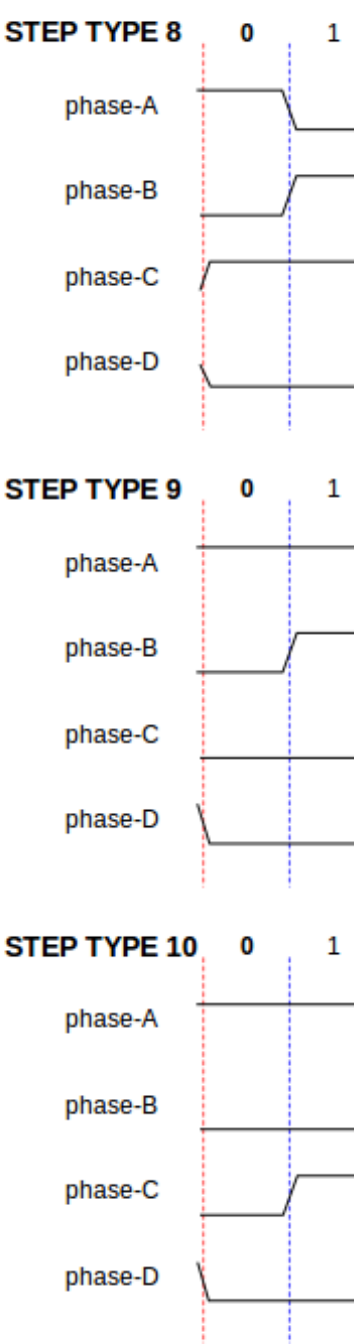 STEP TYPE 8 0 1
phase-A
phase-B
phase-C
phase-D
STEP TYPE 9 0 1
phase-A
phase-B
phase-C
phase-D
STEP TYPE 10 0 1
phase-A
phase-B
phase-C
phase-D